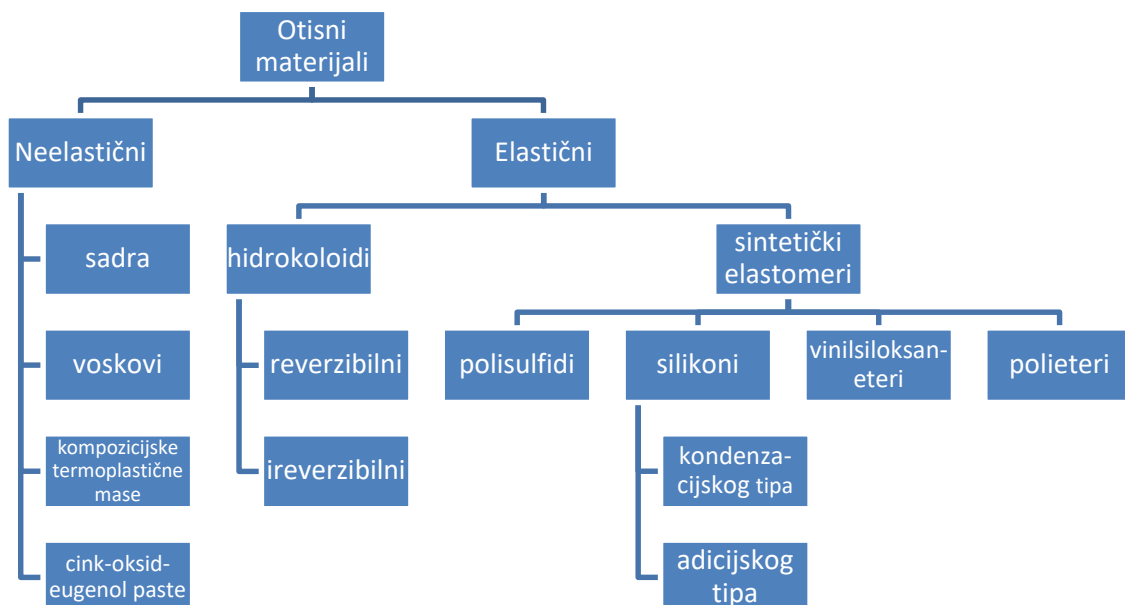 Otisni
materijali
Neelastični
Elastični
sadra
hidrokoloidi
sintetički
elastomeri
voskovi
reverzibilni
polisulfidi
silikoni
vinilsiloksan-
eteri
polieteri
kompozicijske
termoplastične
mase
ireverzibilni
kondenza-
cijskog tipa
cink-oksid-
eugenol paste
adicijskog
tipa